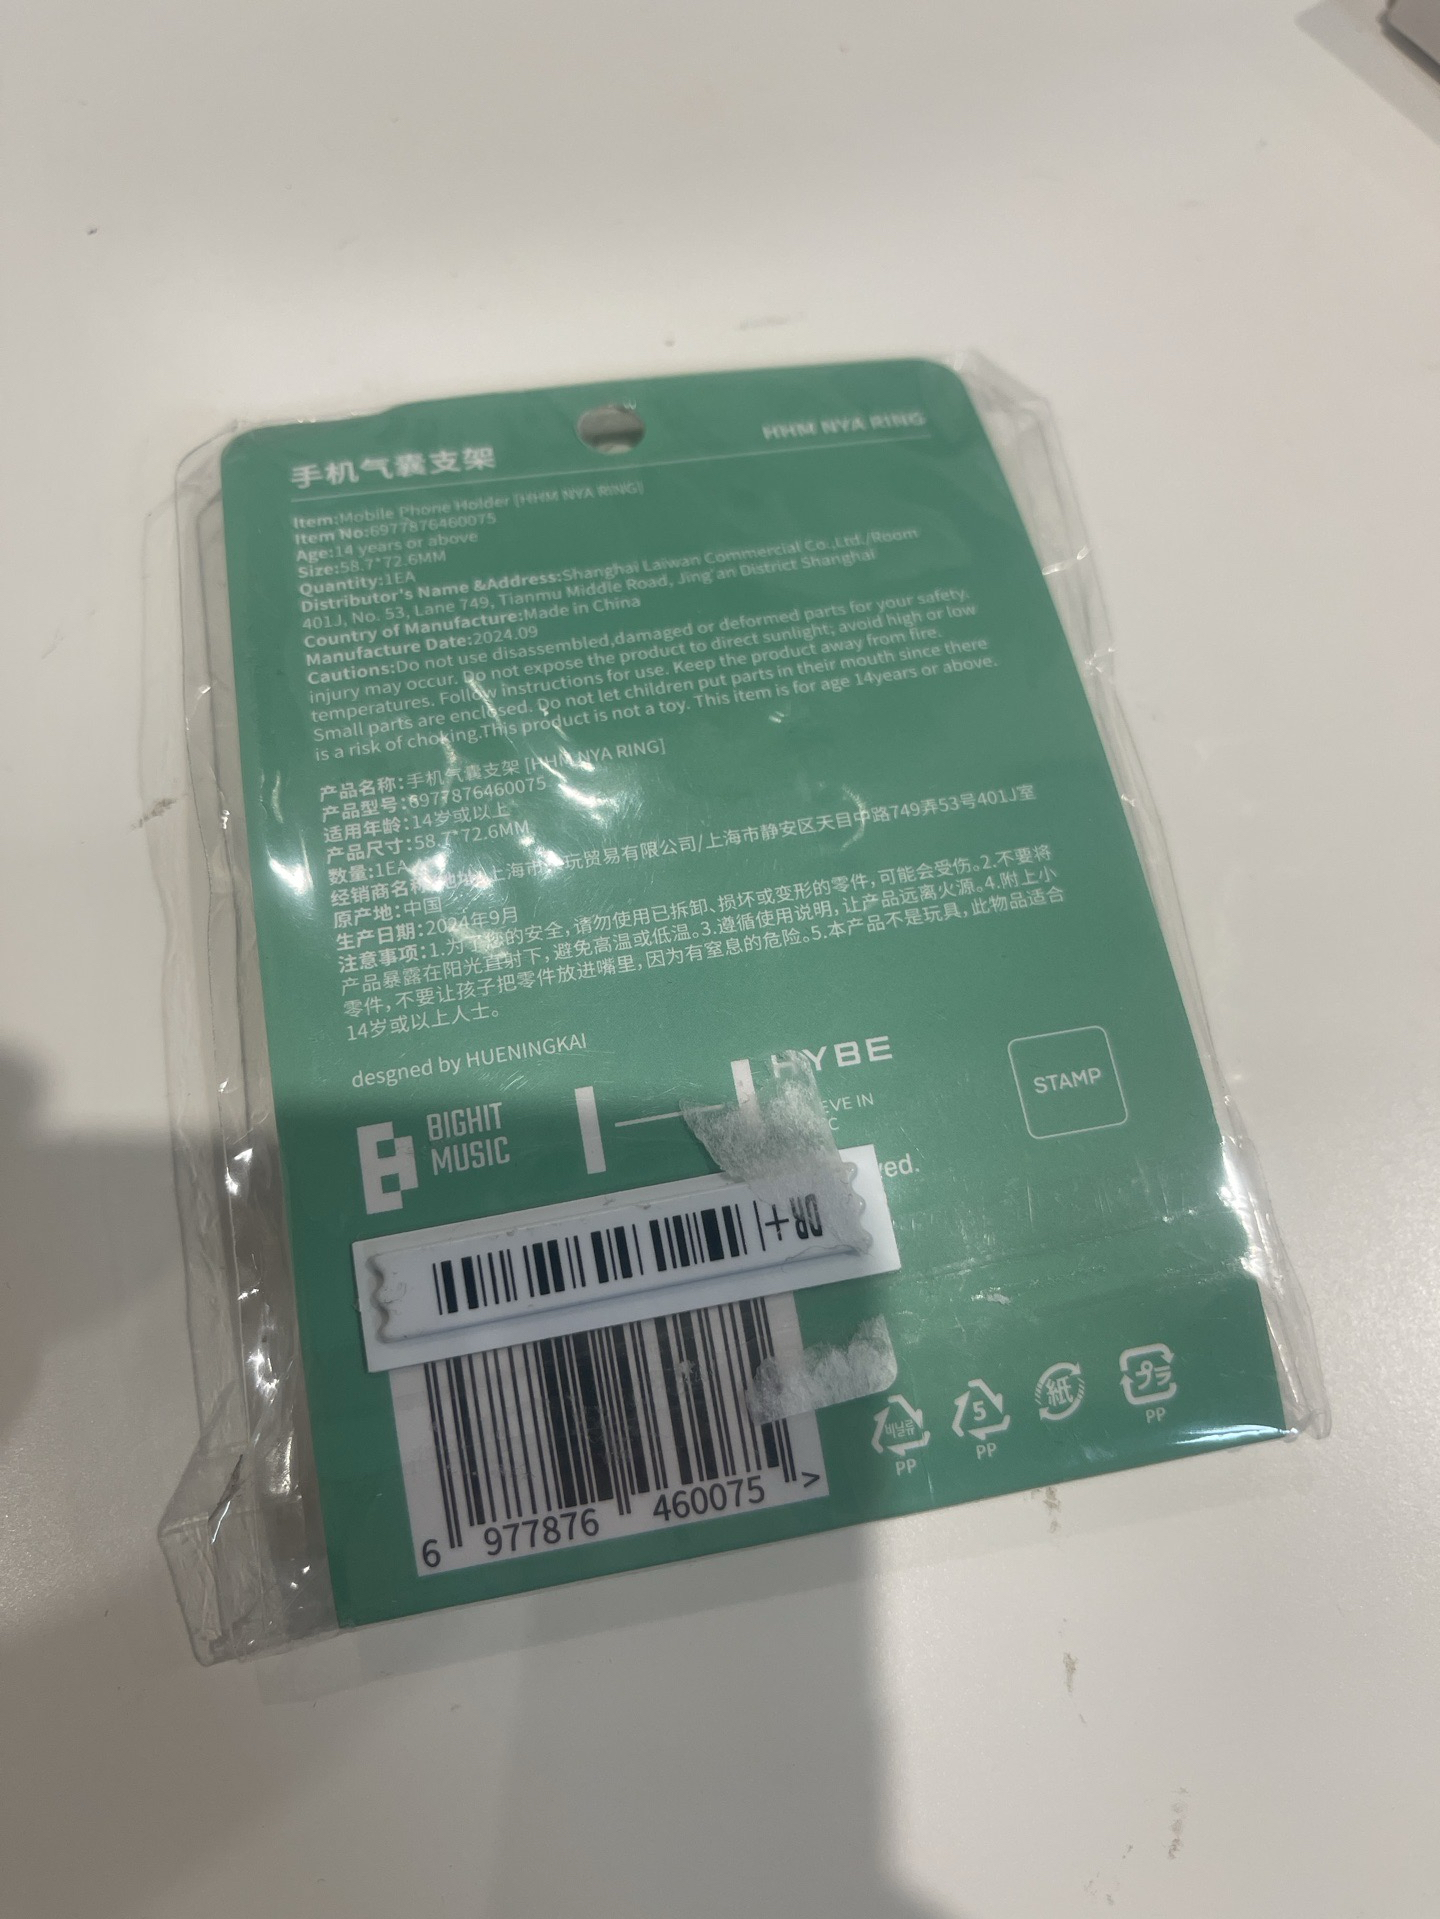 手机气囊支架
HHM NYA RING
Item:Mobile Phone Holder [HHM NYA RING]
Item No:6977876460075
Age:14 years or above
Size:58.7*72.6MM
Quantity:1EA
Distributor's Name &Address:Shanghai Laiwan Commercial Co.,Ltd./Room
401J, No. 53, Lane 749, Tianmu Middle Road, Jing'an District Shanghai
Country of Manufacture:Made in China
Manufacture Date:2024.09
Cautions:Do not use disassembled,damaged or deformed parts for your safety.
injury may occur. Do not expose the product to direct sunlight; avoid high or low
temperatures. Follow instructions for use. Keep the product away from fire.
Small parts are enclosed. Do not let children put parts in their mouth since there
is a risk of choking.This product is not a toy. This item is for age 14years or above.
产品名称:手机气囊支架 [HHM NYA RING]
产品型号:6977876460075
适用年龄:14岁或以上
产品尺寸:58.7*72.6MM
数量:1EA
经销商名称 地址:上海市 玩贸易有限公司/上海市静安区天目中路749弄53号401J室
原产地:中国
生产日期:2024年9月
注意事项:1.为了您的安全,请勿使用已拆卸、损坏或变形的零件,可能会受伤。2.不要将
产品暴露在阳光直射下,避免高温或低温。3.遵循使用说明,让产品远离火源。4.附上小
零件,不要让孩子把零件放进嘴里,因为有窒息的危险。5.本产品不是玩具,此物品适合
14岁或以上人士。
desgned by HUENINGKAI
BIGHIT
MUSIC
HYBE
EVE IN
C
ved.
STAMP
DR+
6 977876 460075 >
비닐류
PP
5
PP
紙
プラ
PP